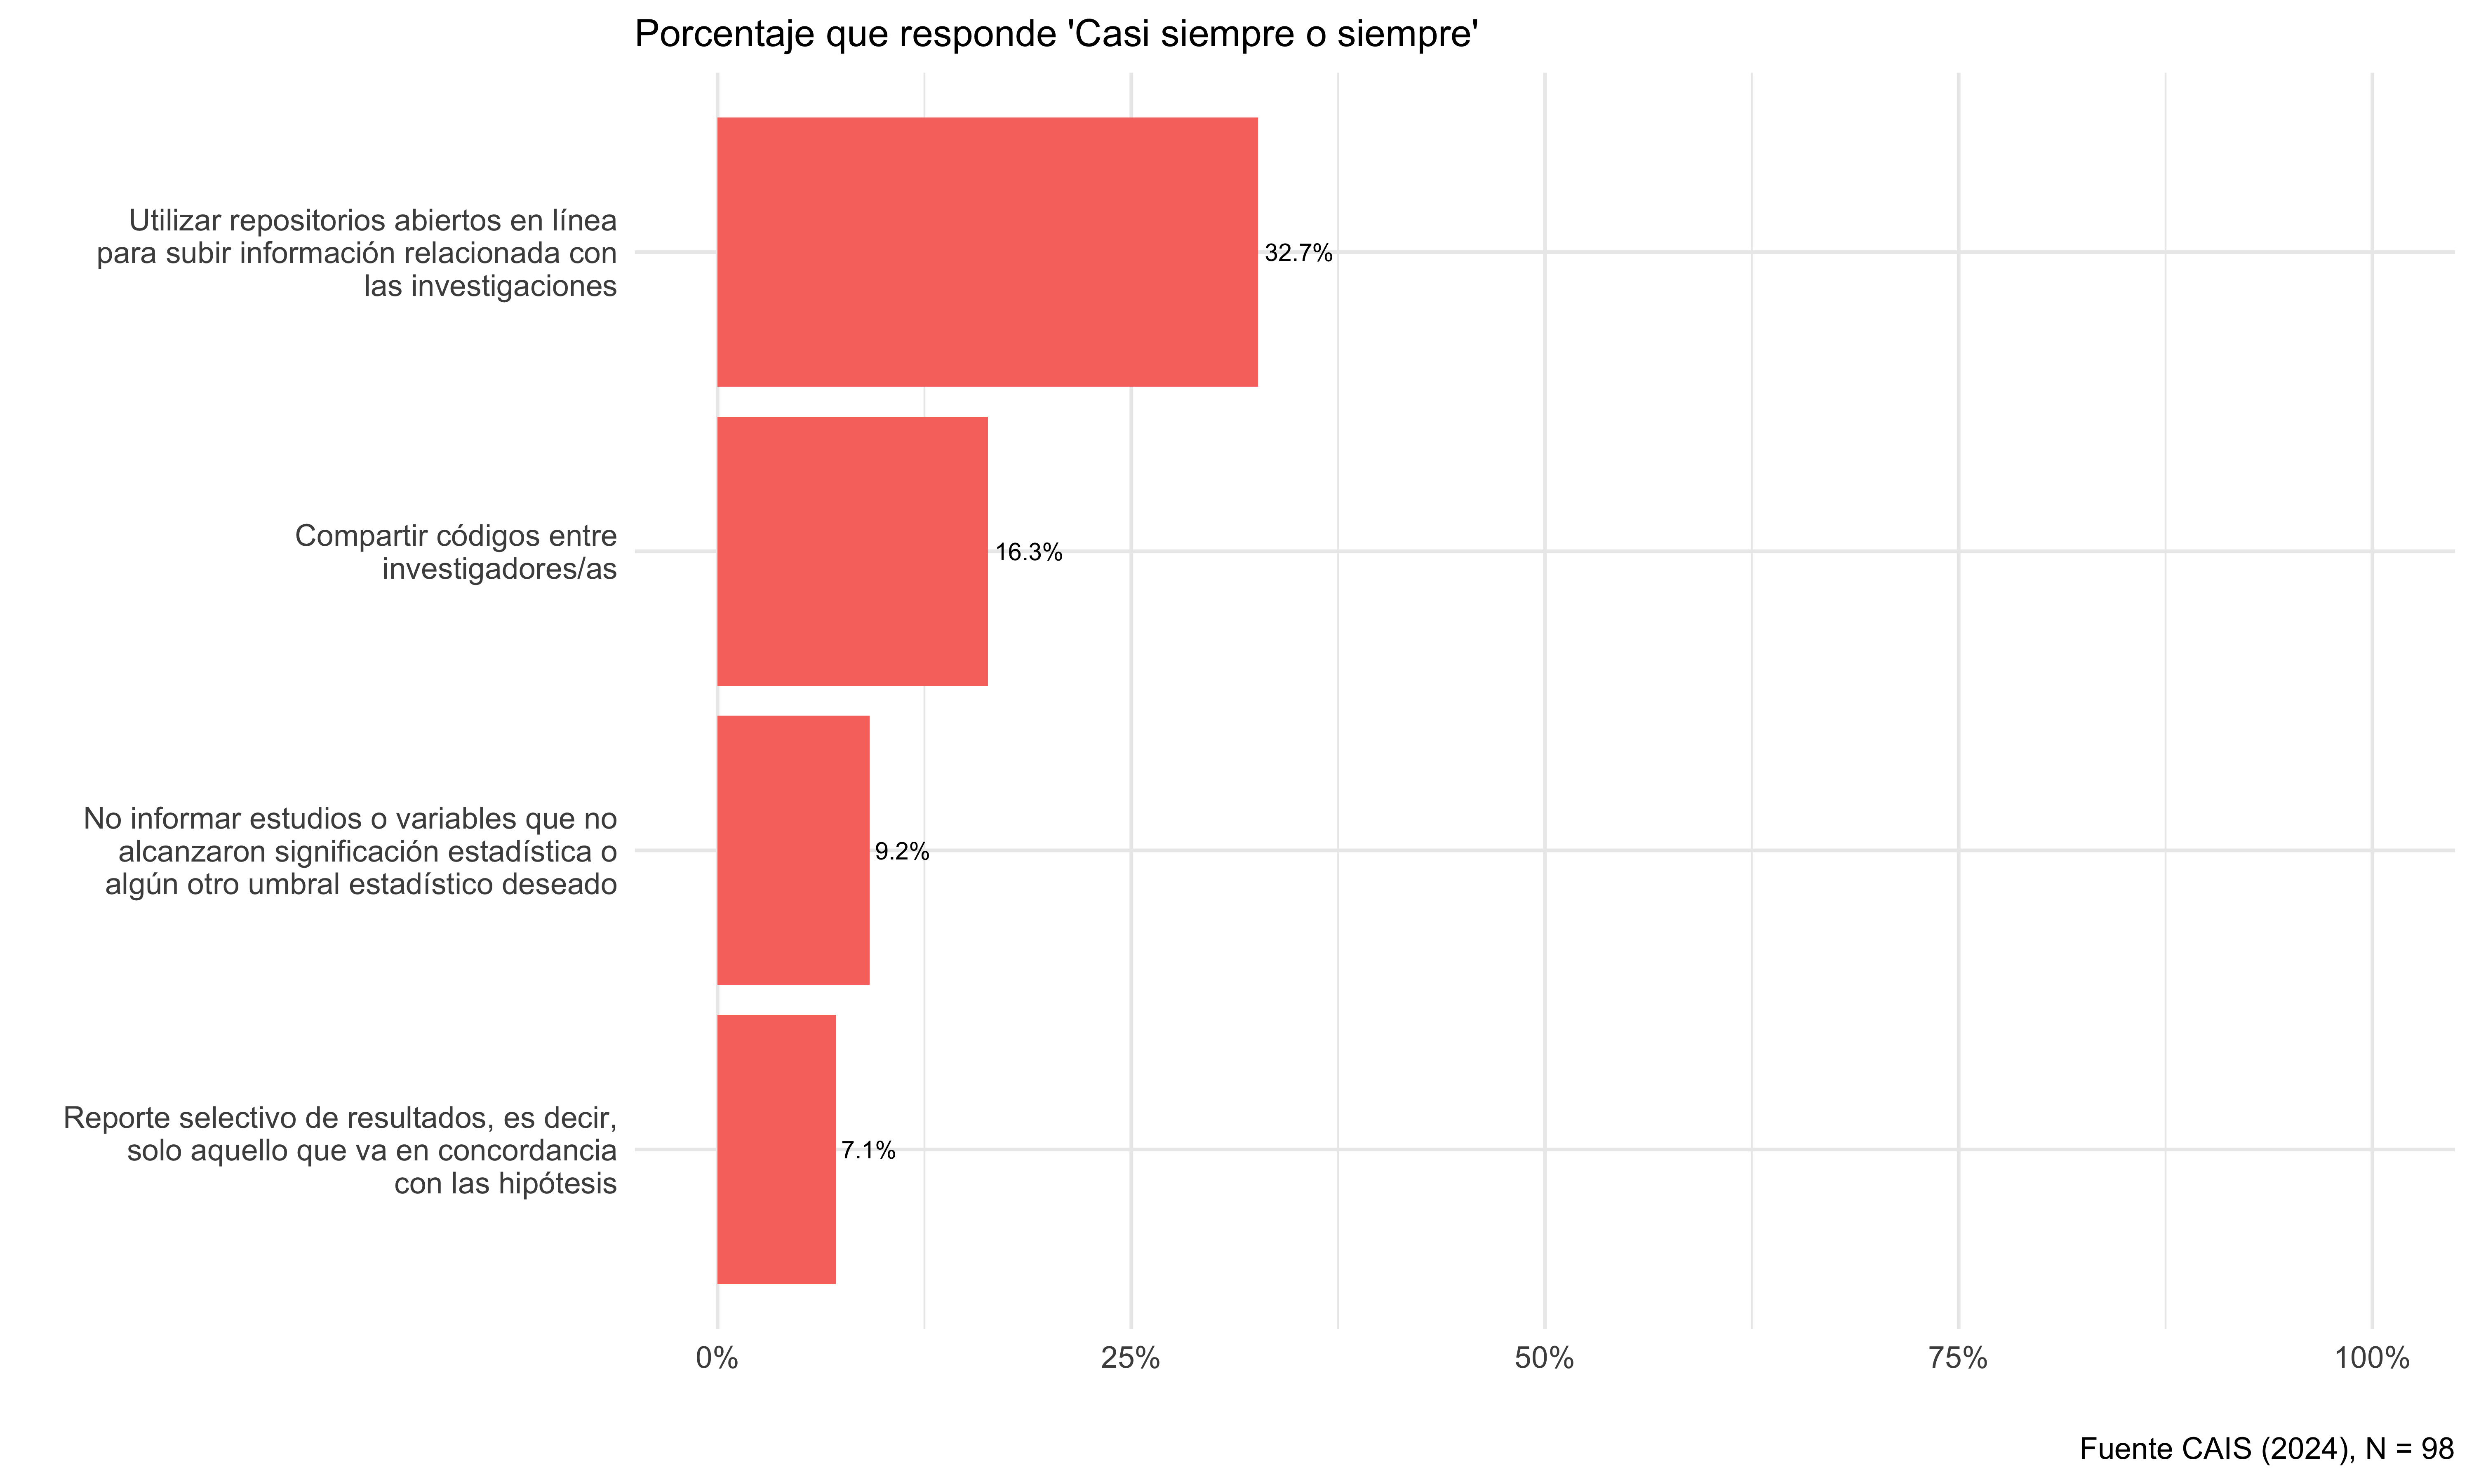 Porcentaje que responde 'Casi siempre o siempre'
Utilizar repositorios abiertos en línea
para subir información relacionada con
las investigaciones
32.7%
Compartir códigos entre
investigadores/as
16.3%
No informar estudios o variables que no
alcanzaron significación estadística o
algún otro umbral estadístico deseado
9.2%
Reporte selectivo de resultados, es decir,
solo aquello que va en concordancia
con las hipótesis
7.1%
0% 25% 50% 75% 100%
Fuente CAIS (2024), N = 98